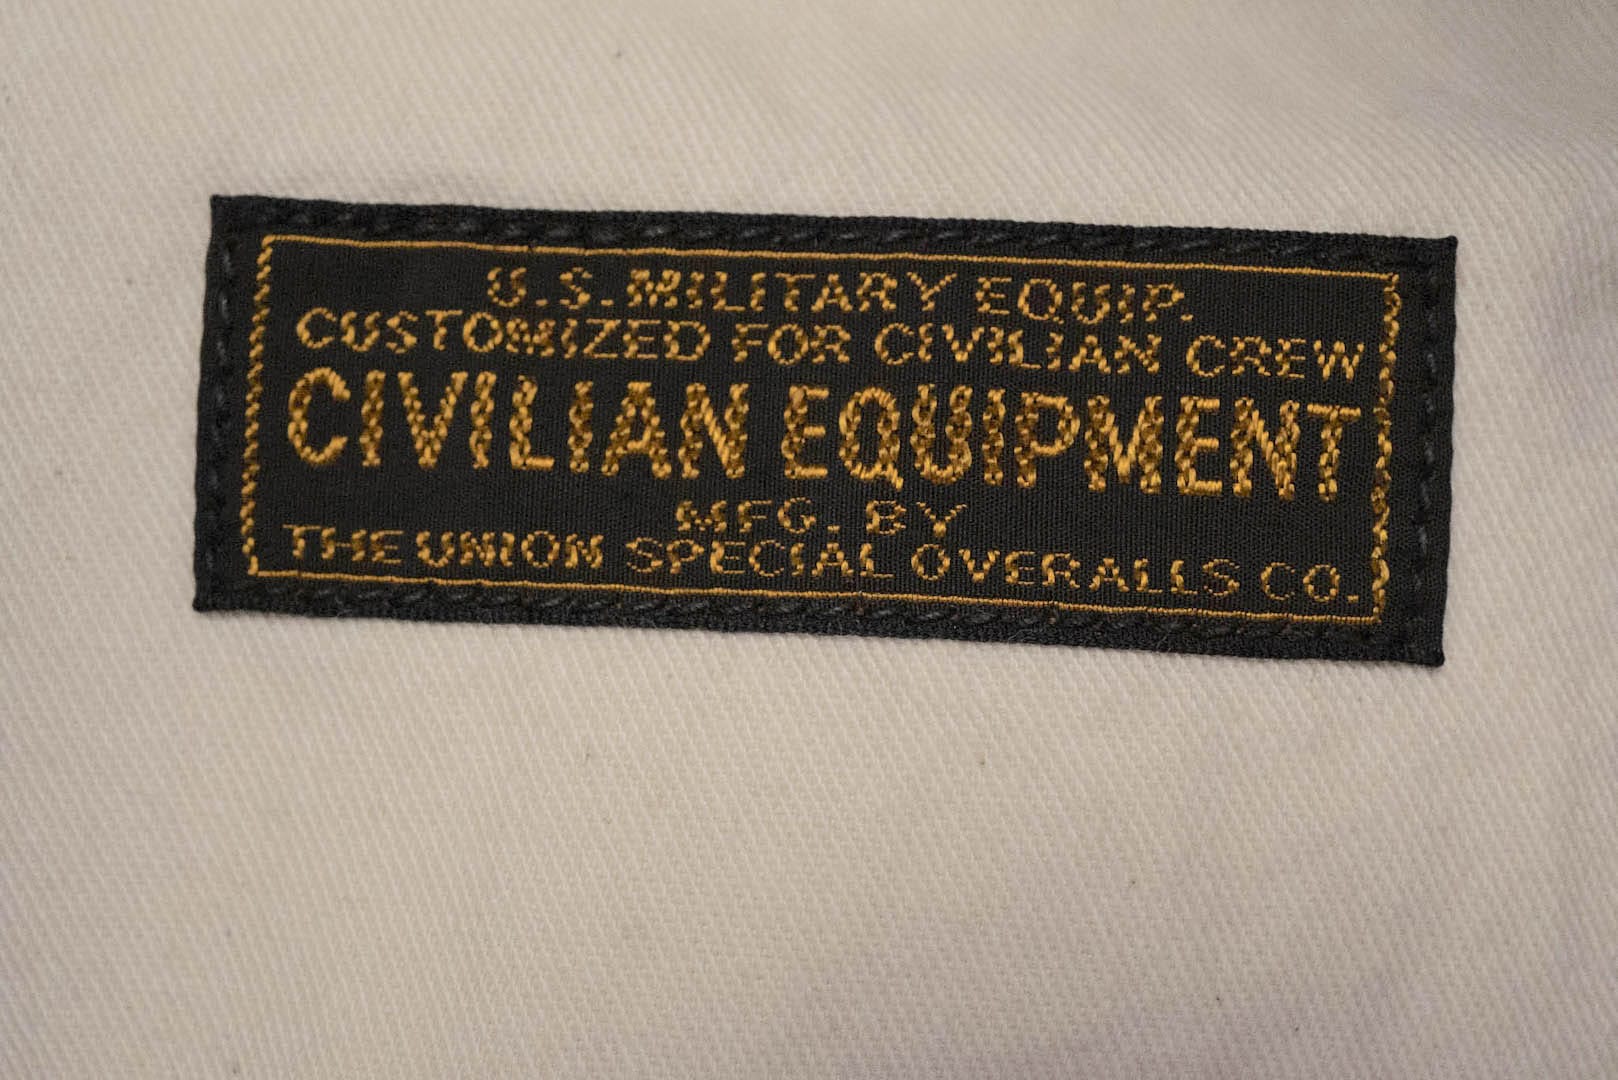 U.S. MILITARY EQUIP.
CUSTOMIZED FOR CIVILIAN CREW
CIVILIAN EQUIPMENT
MFG. BY
THE UNION SPECIAL OVERALLS CO.